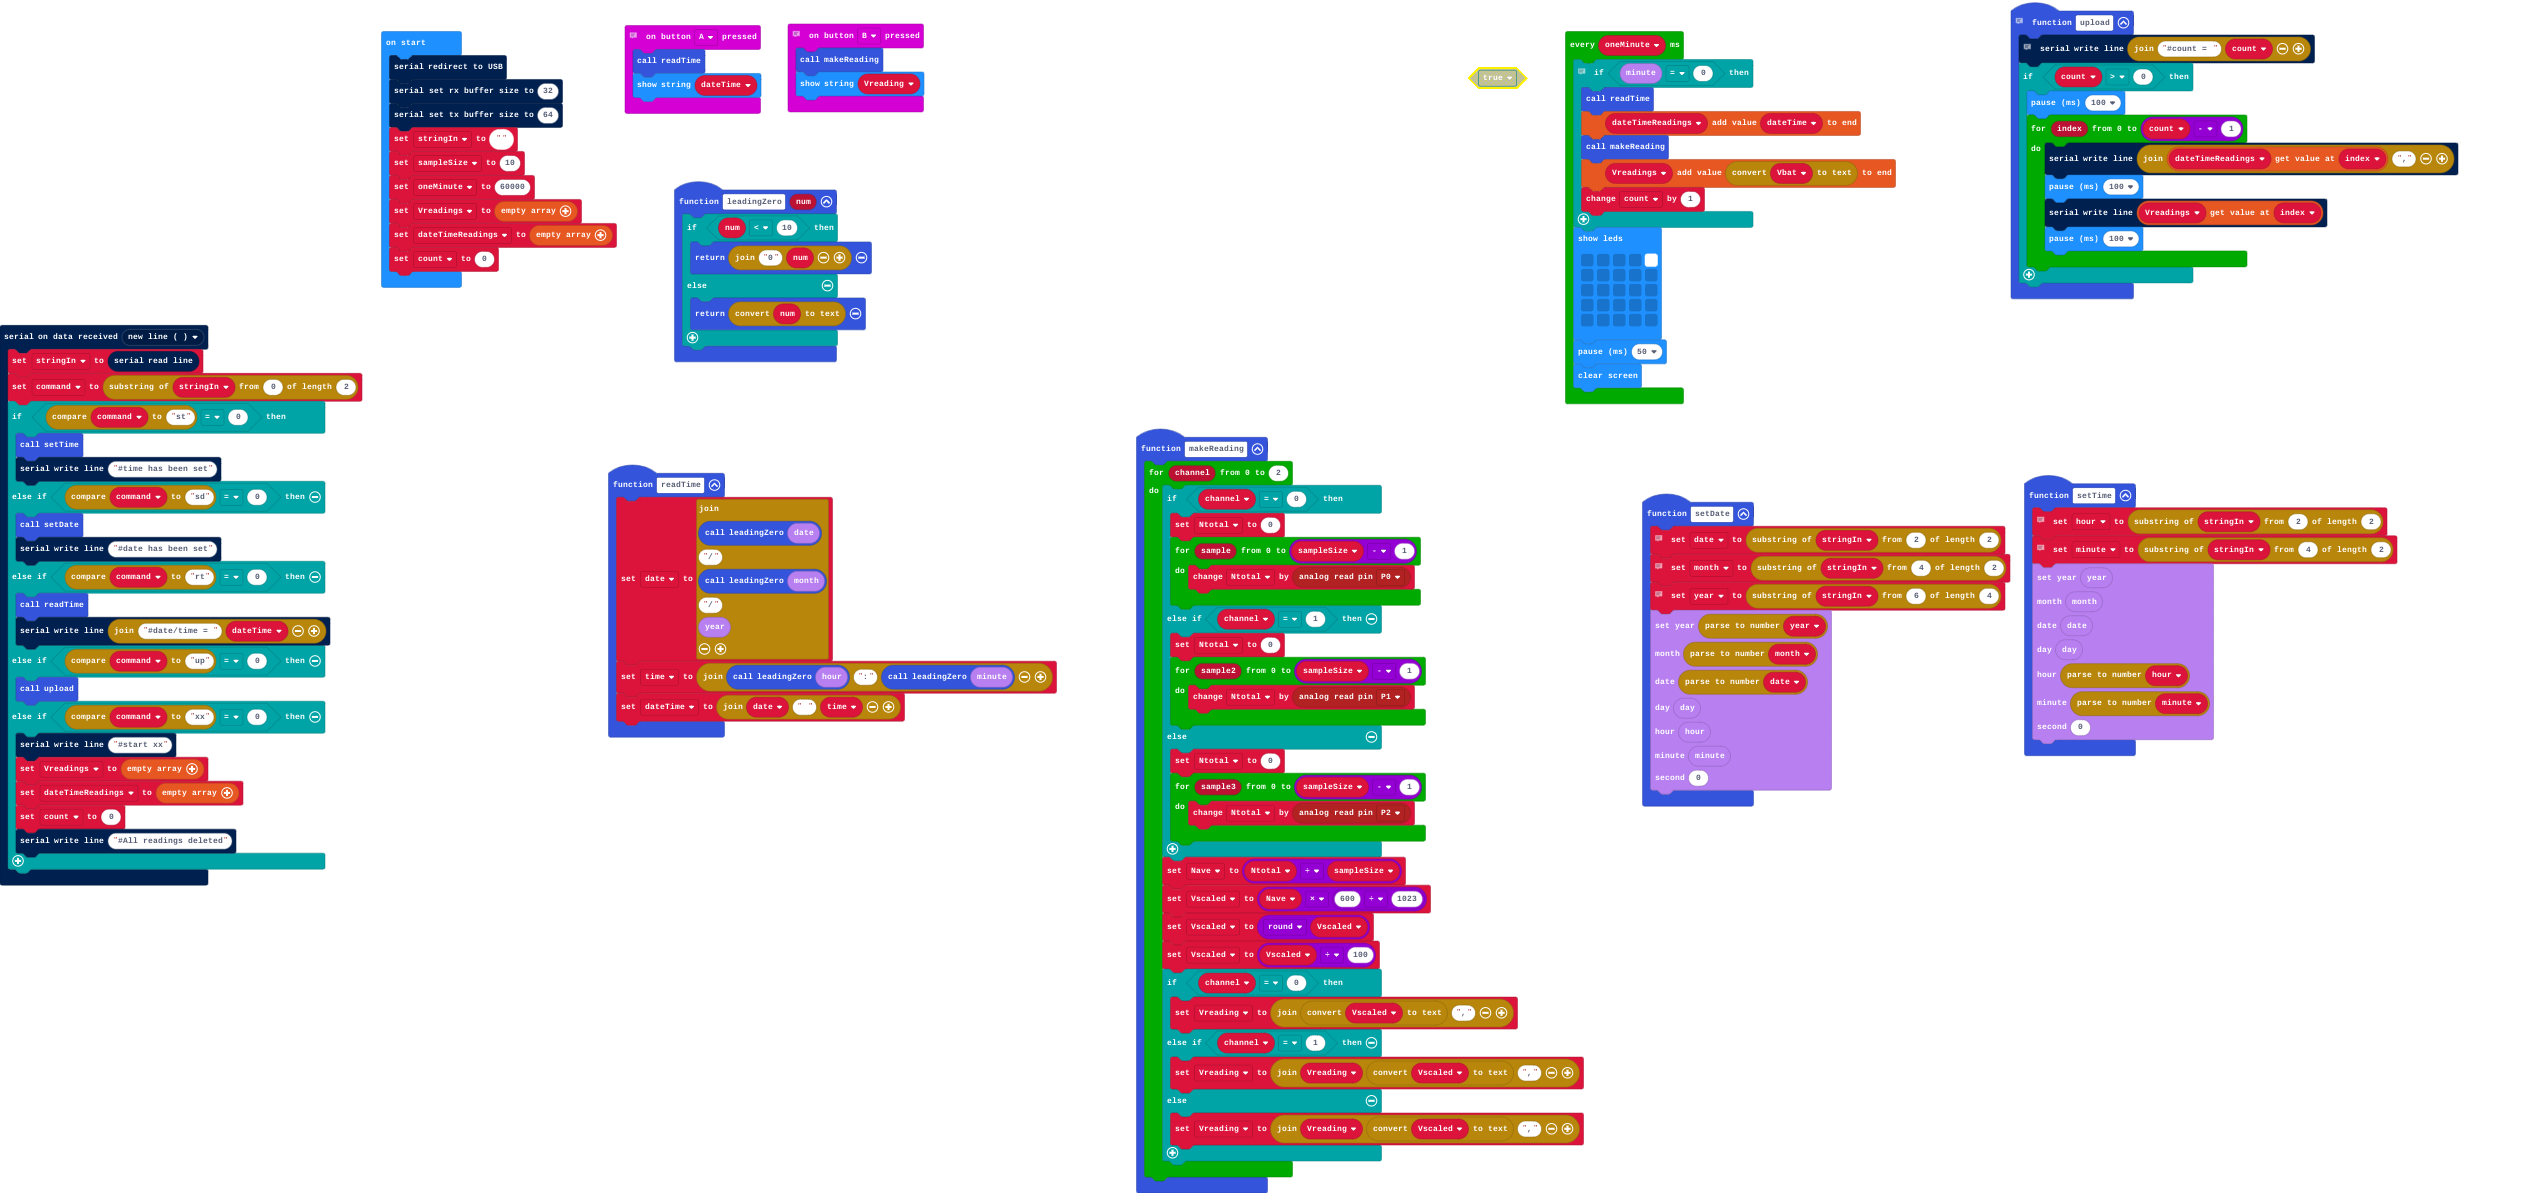 on start
serial redirect to USB
serial set rx buffer size to 32
serial set tx buffer size to 64
set stringIn to ""
set sampleSize to 10
set oneMinute to 60000
set Vreadings to empty array
set dateTimeReadings to empty array
set count to 0
on button A pressed
call readTime
show string dateTime
on button B pressed
call makeReading
show string Vreading
function leadingZero num
if num < 10 then
return join "0" num
else
return convert num to text
true
every oneMinute ms
if minute = 0 then
call readTime
dateTimeReadings add value dateTime to end
call makeReading
Vreadings add value convert Vbat to text to end
change count by 1
show leds
pause (ms) 50
clear screen
function upload
serial write line join "#count = " count
if count > 0 then
pause (ms) 100
for index from 0 to count - 1
do
serial write line join dateTimeReadings get value at index ","
pause (ms) 100
serial write line Vreadings get value at index
pause (ms) 100
serial on data received new line ( )
set stringIn to serial read line
set command to substring of stringIn from 0 of length 2
if compare command to "st" = 0 then
call setTime
serial write line "#time has been set"
else if compare command to "sd" = 0 then
call setDate
serial write line "#date has been set"
else if compare command to "rt" = 0 then
call readTime
serial write line join "#date/time = " dateTime
else if compare command to "up" = 0 then
call upload
else if compare command to "xx" = 0 then
serial write line "#start xx"
set Vreadings to empty array
set dateTimeReadings to empty array
set count to 0
serial write line "#All readings deleted"
function readTime
set date to join
call leadingZero date
"/"
call leadingZero month
"/"
year
set time to join call leadingZero hour ":" call leadingZero minute
set dateTime to join date " " time
function makeReading
for channel from 0 to 2
do
if channel = 0 then
set Ntotal to 0
for sample from 0 to sampleSize - 1
do
change Ntotal by analog read pin P0
else if channel = 1 then
set Ntotal to 0
for sample2 from 0 to sampleSize - 1
do
change Ntotal by analog read pin P1
else
set Ntotal to 0
for sample3 from 0 to sampleSize - 1
do
change Ntotal by analog read pin P2
set Nave to Ntotal ÷ sampleSize
set Vscaled to Nave × 600 ÷ 1023
set Vscaled to round Vscaled
set Vscaled to Vscaled ÷ 100
if channel = 0 then
set Vreading to join convert Vscaled to text ","
else if channel = 1 then
set Vreading to join Vreading convert Vscaled to text ","
else
set Vreading to join Vreading convert Vscaled to text ","
function setDate
set date to substring of stringIn from 2 of length 2
set month to substring of stringIn from 4 of length 2
set year to substring of stringIn from 6 of length 4
set year parse to number year
month parse to number month
date parse to number date
day day
hour hour
minute minute
second 0
function setTime
set hour to substring of stringIn from 2 of length 2
set minute to substring of stringIn from 4 of length 2
set year year
month month
date date
day day
hour parse to number hour
minute parse to number minute
second 0